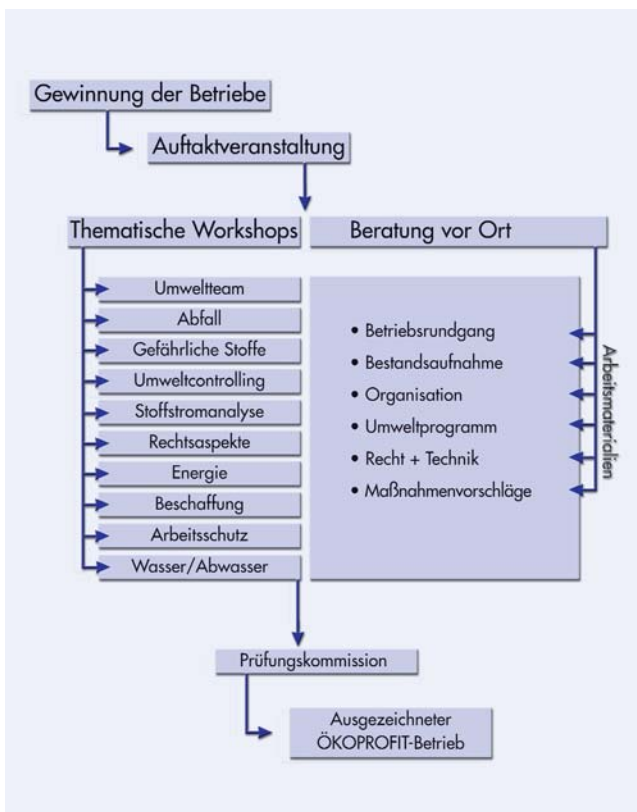 Gewinnung der Betriebe
Auftaktveranstaltung
Thematische Workshops
Umweltteam
Abfall
Gefährliche Stoffe
Umweltcontrolling
Stoffstromanalyse
Rechtsaspekte
Energie
Beschaffung
Arbeitsschutz
Wasser/Abwasser
Beratung vor Ort
• Betriebsrundgang
• Bestandsaufnahme
• Organisation
• Umweltprogramm
• Recht + Technik
• Maßnahmenvorschläge
Arbeitsmaterialien
Prüfungskommission
Ausgezeichneter
ÖKOPROFIT-Betrieb